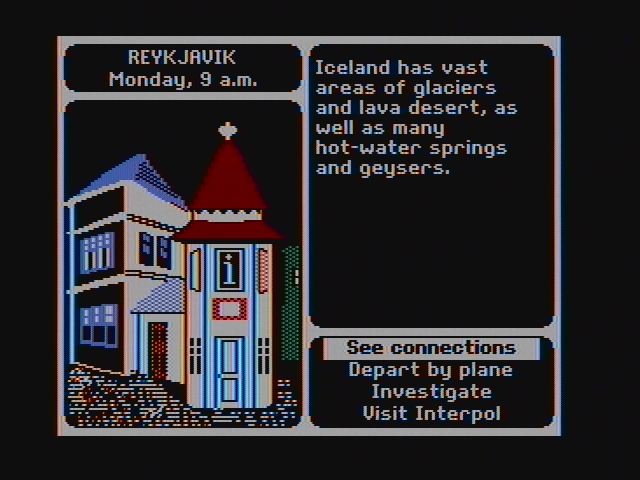 REYKJAVIK
Monday, 9 a.m.
Iceland has vast
areas of glaciers
and lava desert, as
well as many
hot-water springs
and geysers.
i
See connections
Depart by plane
Investigate
Visit Interpol